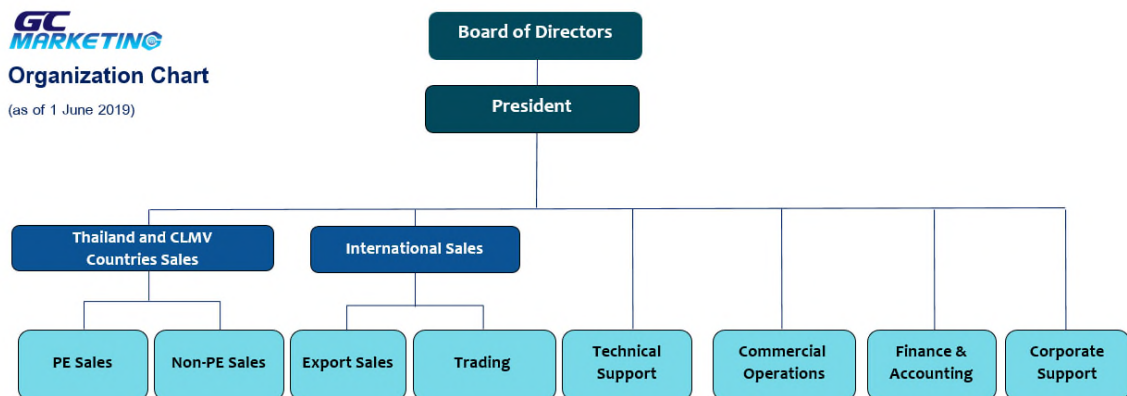 GC
MARKETING
Organization Chart
(as of 1 June 2019)
Board of Directors
President
Thailand and CLMV
Countries Sales
International Sales
PE Sales
Non-PE Sales
Export Sales
Trading
Technical
Support
Commercial
Operations
Finance &
Accounting
Corporate
Support